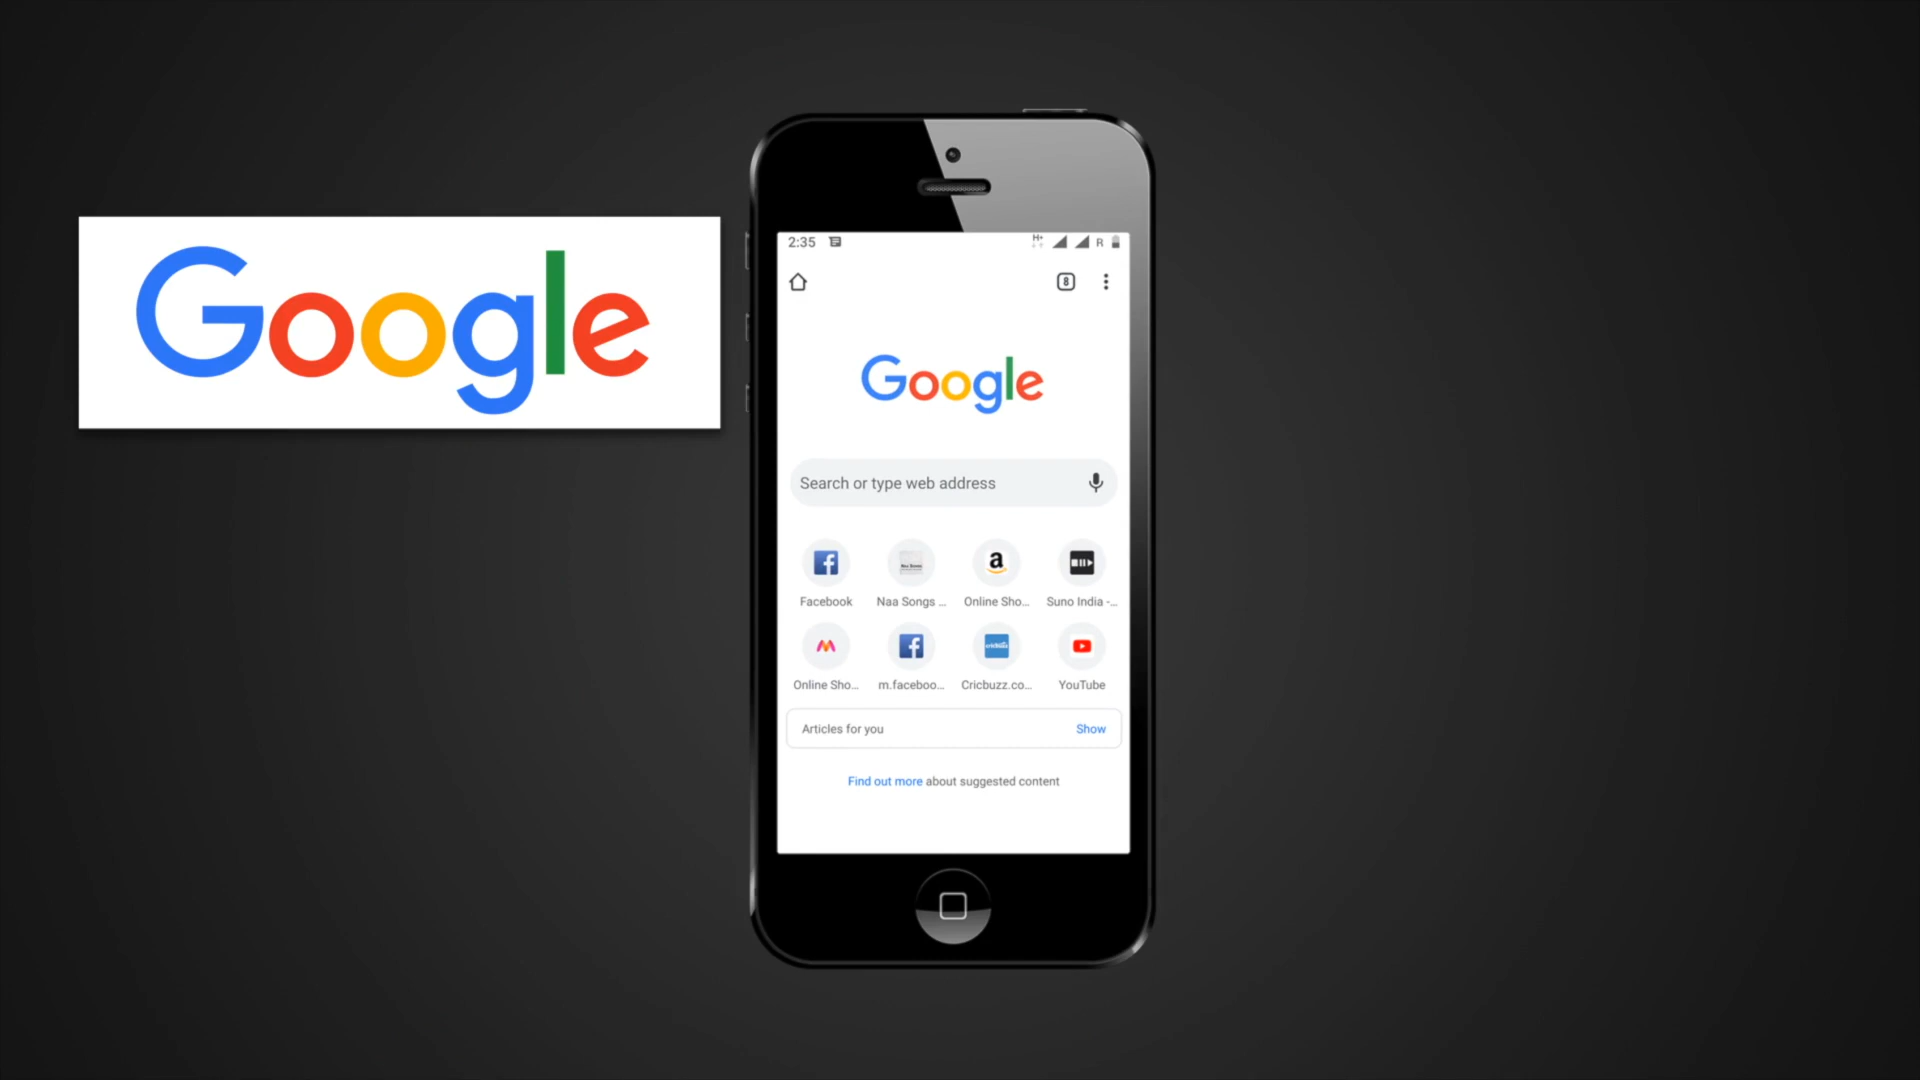 Google
2:35
H+
R
8
Google
Search or type web address
Facebook
Naa Songs ...
Online Sho...
Suno India -...
Online Sho...
m.faceboo...
Cricbuzz.co...
YouTube
Articles for you
Show
Find out more about suggested content